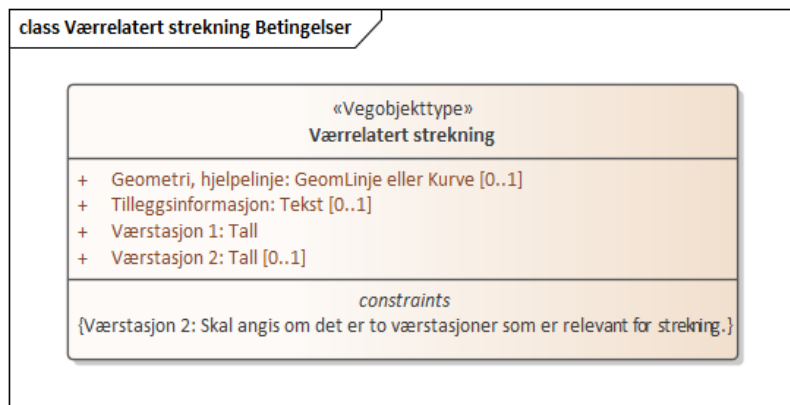 class Værrelatert strekning Betingelser
«Vegobjekttype»
Værrelatert strekning
+ Geometri, hjelpelinje: GeomLinje eller Kurve [0..1]
+ Tilleggsinformasjon: Tekst [0..1]
+ Værstasjon 1: Tall
+ Værstasjon 2: Tall [0..1]
constraints
{Værstasjon 2: Skal angis om det er to værstasjoner som er relevant for strekning.}